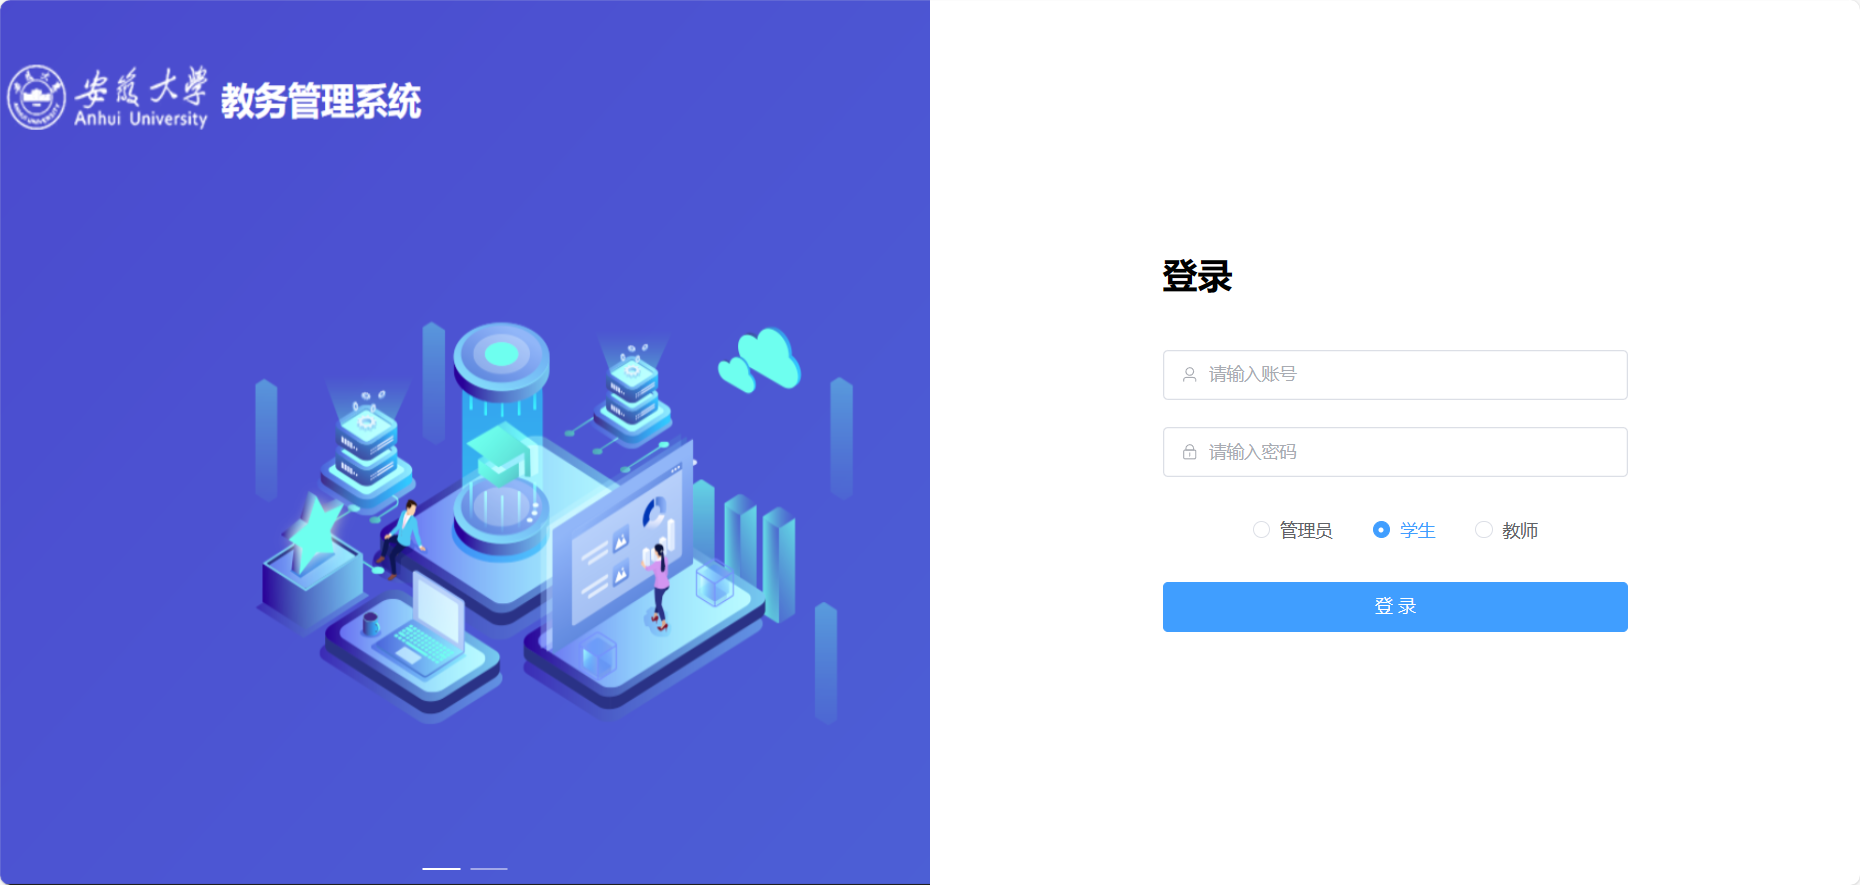 安徽大学
Anhui University
教务管理系统
登录
请输入账号
请输入密码
管理员 学生 教师
登 录